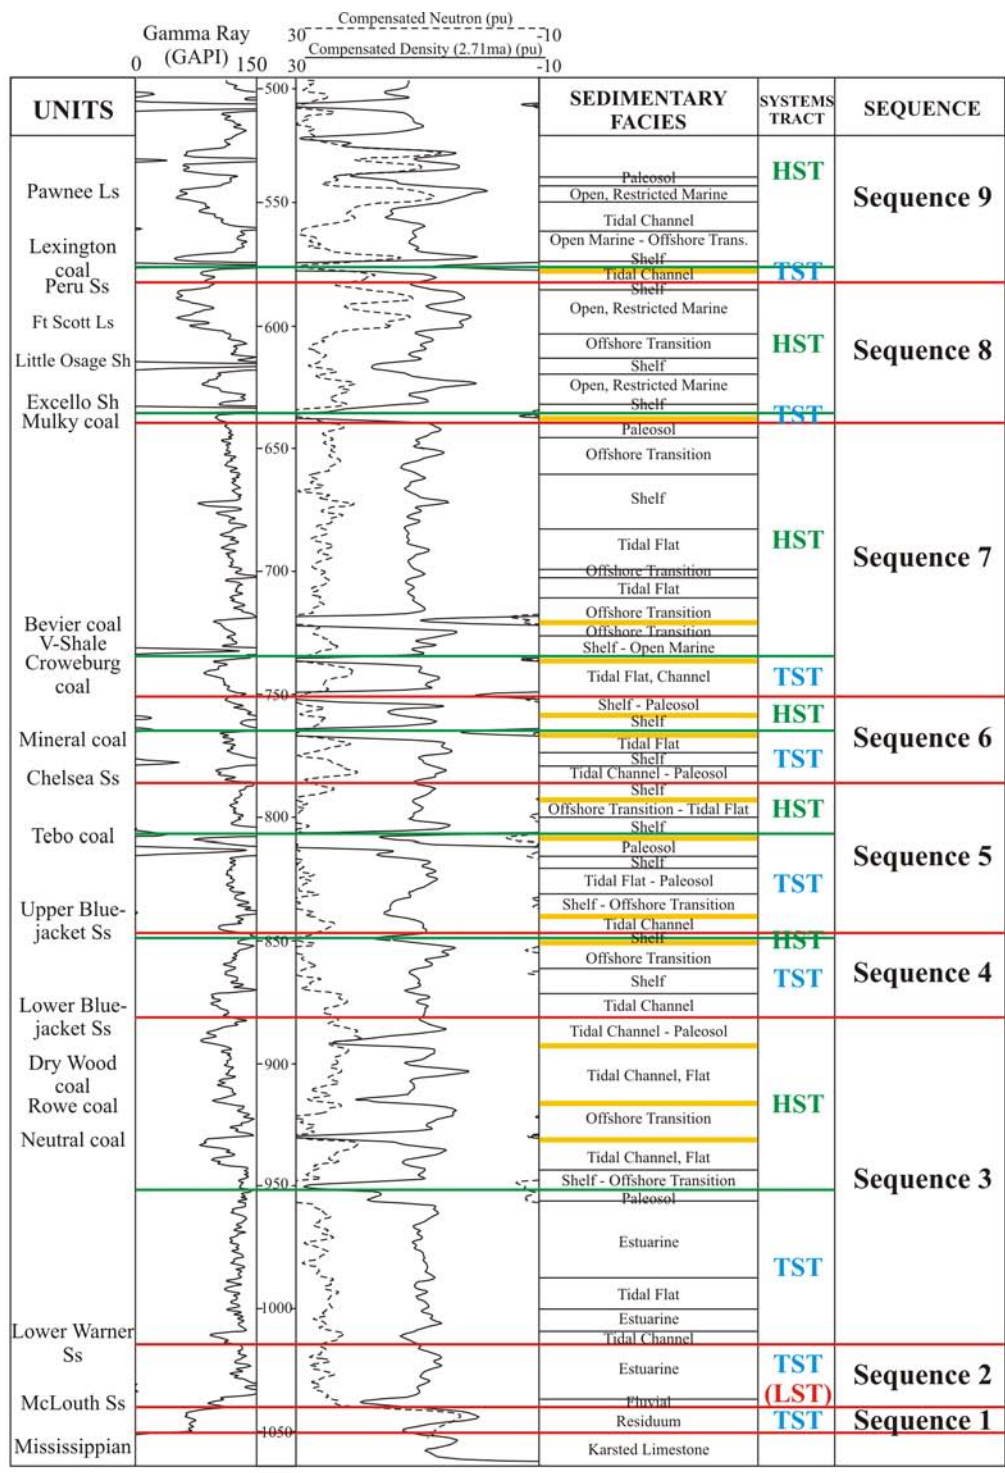 Compensated Neutron (pu)
30 -10
Gamma Ray
(GAPI)
0 150
Compensated Density (2.71ma) (pu)
30 -10
UNITS
SEDIMENTARY
FACIES
SYSTEMS
TRACT
SEQUENCE
500
550
600
650
700
750
800
850
900
950
1000
1050
Pawnee Ls
Lexington
coal
Peru Ss
Ft Scott Ls
Little Osage Sh
Excello Sh
Mulky coal
Bevier coal
V-Shale
Croweburg
coal
Mineral coal
Chelsea Ss
Tebo coal
Upper Blue-
jacket Ss
Lower Blue-
jacket Ss
Dry Wood
coal
Rowe coal
Neutral coal
Lower Warner
Ss
McLouth Ss
Mississippian
Paleosol
Open, Restricted Marine
Tidal Channel
Open Marine - Offshore Trans.
Shelf
Tidal Channel
Shelf
Open, Restricted Marine
Offshore Transition
Shelf
Open, Restricted Marine
Shelf
Paleosol
Offshore Transition
Shelf
Tidal Flat
Offshore Transition
Tidal Flat
Offshore Transition
Offshore Transition
Shelf - Open Marine
Tidal Flat, Channel
Shelf - Paleosol
Shelf
Tidal Flat
Shelf
Tidal Channel - Paleosol
Shelf
Offshore Transition - Tidal Flat
Shelf
Paleosol
Shelf
Tidal Flat - Paleosol
Shelf - Offshore Transition
Tidal Channel
Shelf
Offshore Transition
Shelf
Tidal Channel
Tidal Channel - Paleosol
Tidal Channel, Flat
Offshore Transition
Tidal Channel, Flat
Shelf - Offshore Transition
Paleosol
Estuarine
Tidal Flat
Estuarine
Tidal Channel
Estuarine
Fluvial
Residuum
Karsted Limestone
HST
TST
HST
TST
HST
TST
HST
TST
HST
TST
HST
TST
HST
TST
TST
(LST)
TST
Sequence 9
Sequence 8
Sequence 7
Sequence 6
Sequence 5
Sequence 4
Sequence 3
Sequence 2
Sequence 1